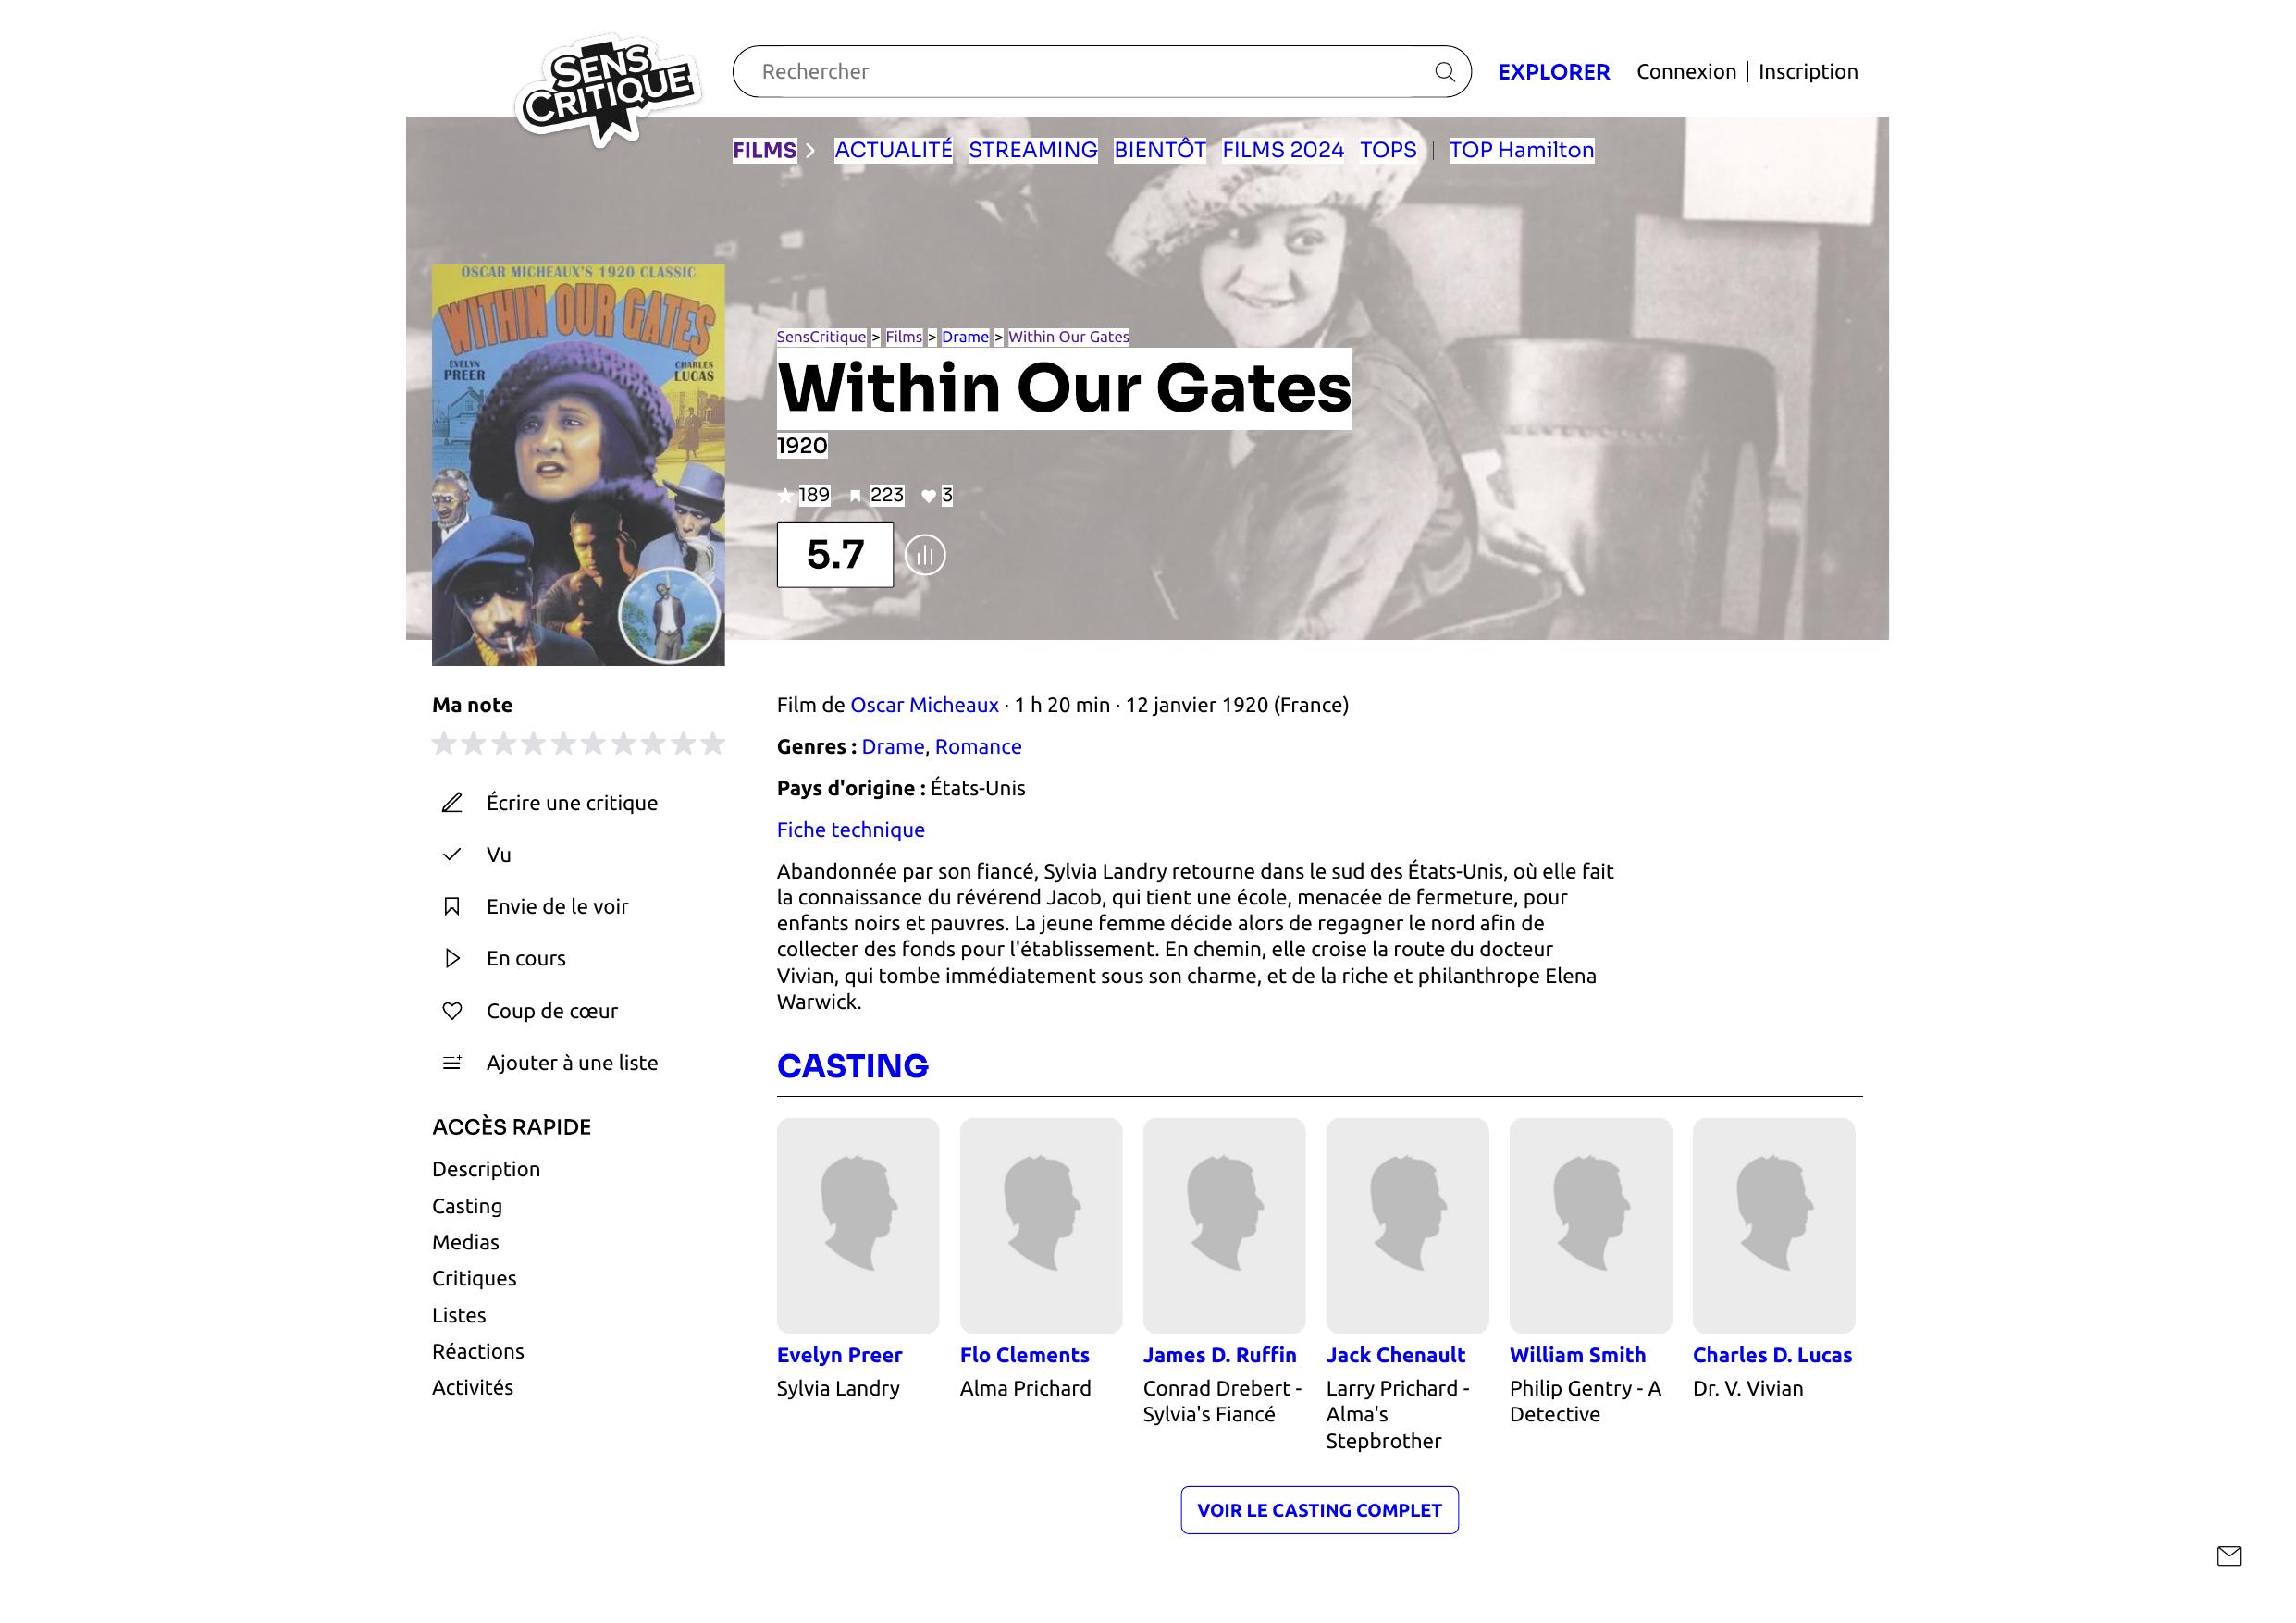 SENS
CRITIQUE
Rechercher
EXPLORER
Connexion | Inscription
FILMS
ACTUALITÉ
STREAMING
BIENTÔT
FILMS 2024
TOPS
TOP Hamilton
OSCAR MICHEAUX'S 1920 CLASSIC
WITHIN OUR GATES
EVELYN
PREER
CHARLES
LUCAS
SensCritique > Films > Drame > Within Our Gates
Within Our Gates
1920
189
223
3
5.7
Ma note
Écrire une critique
Vu
Envie de le voir
En cours
Coup de cœur
Ajouter à une liste
ACCÈS RAPIDE
Description
Casting
Medias
Critiques
Listes
Réactions
Activités
Film de Oscar Micheaux · 1 h 20 min · 12 janvier 1920 (France)
Genres : Drame, Romance
Pays d'origine : États-Unis
Fiche technique
Abandonnée par son fiancé, Sylvia Landry retourne dans le sud des États-Unis, où elle fait
la connaissance du révérend Jacob, qui tient une école, menacée de fermeture, pour
enfants noirs et pauvres. La jeune femme décide alors de regagner le nord afin de
collecter des fonds pour l'établissement. En chemin, elle croise la route du docteur
Vivian, qui tombe immédiatement sous son charme, et de la riche et philanthrope Elena
Warwick.
CASTING
Evelyn Preer
Sylvia Landry
Flo Clements
Alma Prichard
James D. Ruffin
Conrad Drebert -
Sylvia's Fiancé
Jack Chenault
Larry Prichard -
Alma's
Stepbrother
William Smith
Philip Gentry - A
Detective
Charles D. Lucas
Dr. V. Vivian
VOIR LE CASTING COMPLET